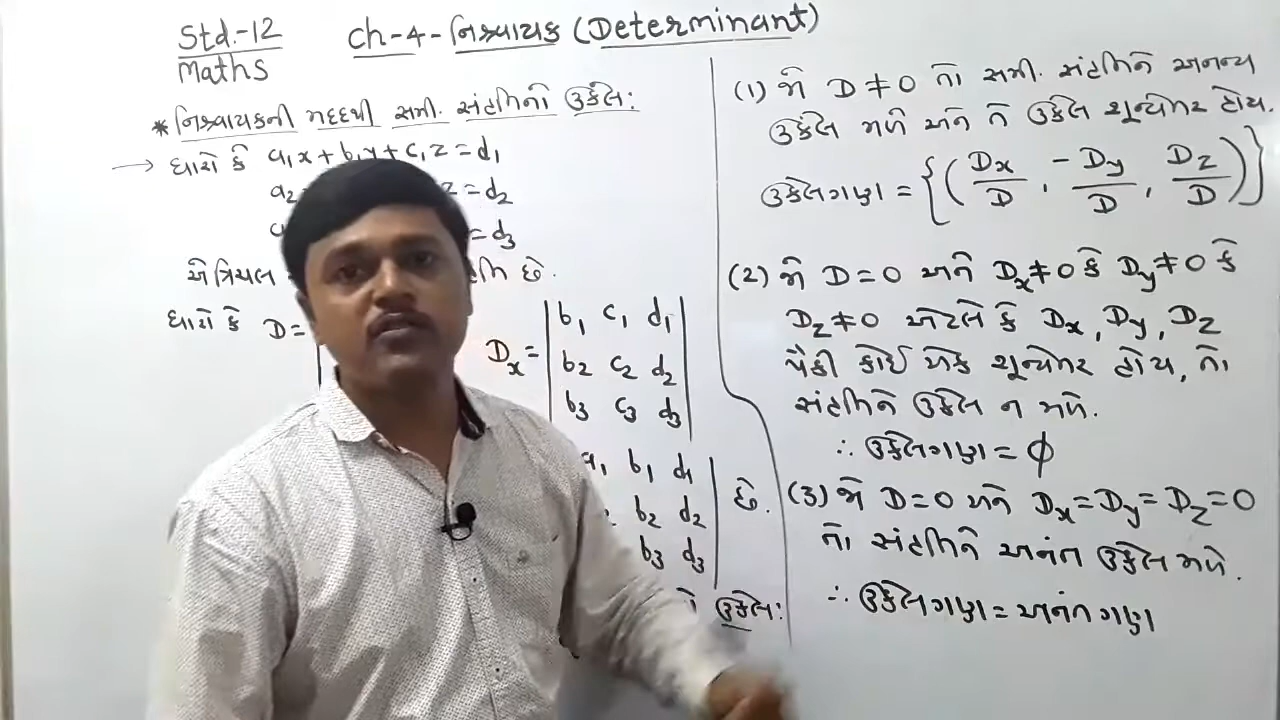 Std.-12 Ch-4-નિશ્ચાયક (Determinant)
Maths
* નિશ્ચાયકની મદદથી સમી. સંહતિનો ઉકેલ:
→ ધારો કે a₁x + b₁y + c₁z = d₁
a₂ z = d₂
= d₃
એ ત્રિચલ છે.
ધારો કે D =
Dₓ = | b₁ c₁ d₁ |
| b₂ c₂ d₂ |
| b₃ c₃ d₃ |
a₁ b₁ d₁ |
b₂ d₂ | છે.
b₃ d₃ |
ઉકેલ:
(1) જો D ≠ 0 તો સમી. સંહતિને અનન્ય
ઉકેલ મળે અને તે ઉકેલ શૂન્યેતર હોય.
ઉકેલગણ = {(Dₓ/D, -Dy/D, Dz/D)}
(2) જો D = 0 અને Dₓ ≠ 0 કે Dy ≠ 0 કે
Dz ≠ 0 એટલે કે Dₓ, Dy, Dz
પૈકી કોઈ એક શૂન્યેતર હોય, તો
સંહતિને ઉકેલ ન મળે.
∴ ઉકેલગણ = ϕ
(3) જો D = 0 અને Dₓ = Dy = Dz = 0
તો સંહતિને અનંત ઉકેલ મળે.
∴ ઉકેલગણ = અનંતગણ